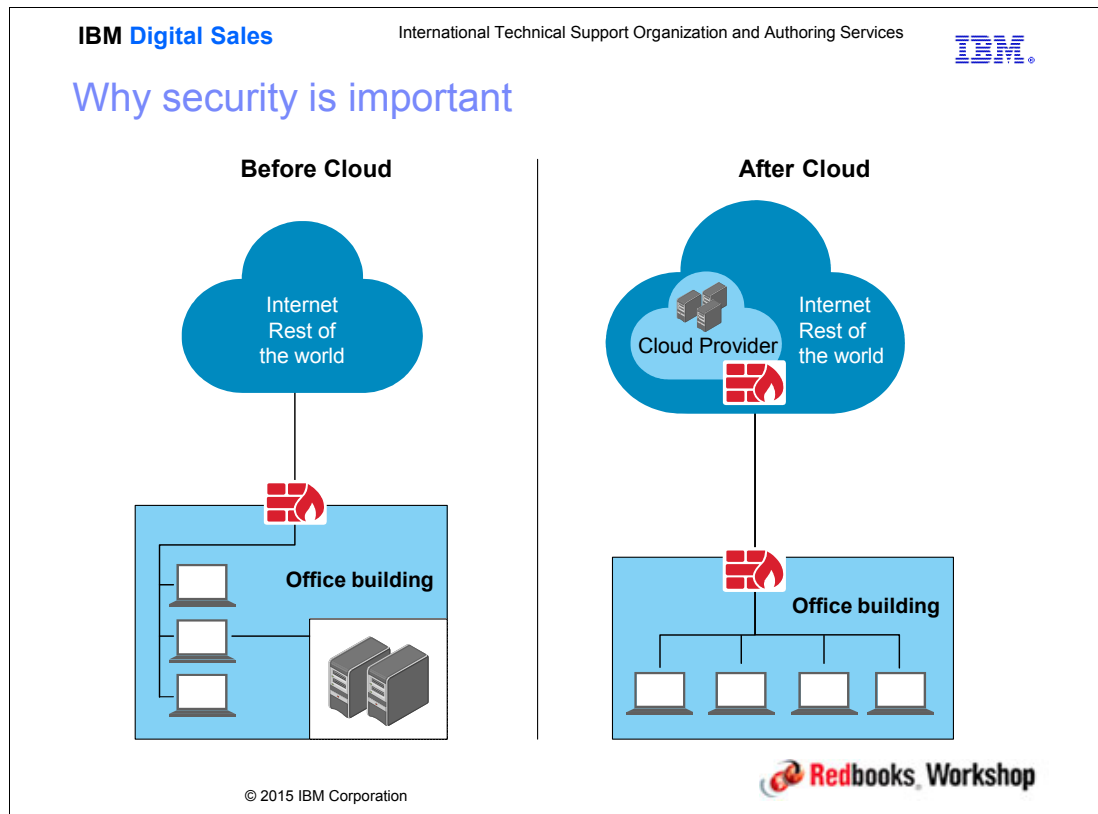 IBM Digital Sales
International Technical Support Organization and Authoring Services
IBM®
Why security is important
Before Cloud
After Cloud
Internet
Rest of
the world
Cloud Provider
Internet
Rest of
the world
Office building
Office building
© 2015 IBM Corporation
Redbooks® Workshop